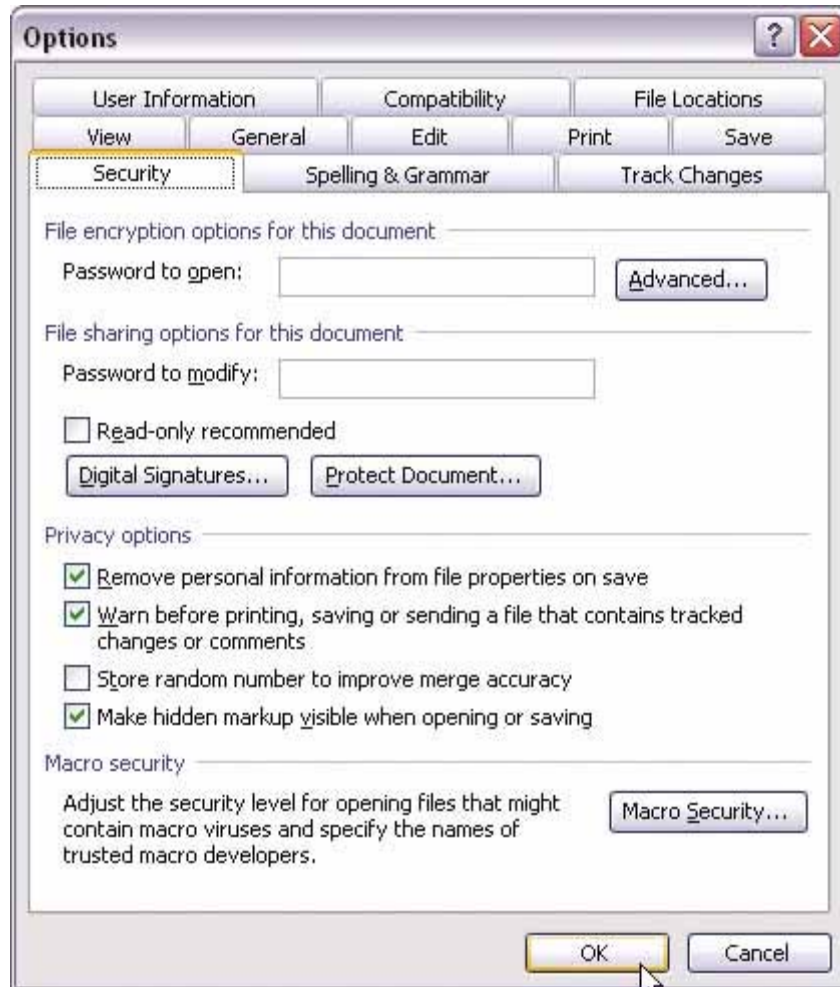 Options
User Information Compatibility File Locations
View General Edit Print Save
Security Spelling & Grammar Track Changes
File encryption options for this document
Password to open: Advanced...
File sharing options for this document
Password to modify:
Read-only recommended
Digital Signatures... Protect Document...
Privacy options
Remove personal information from file properties on save
Warn before printing, saving or sending a file that contains tracked
changes or comments
Store random number to improve merge accuracy
Make hidden markup visible when opening or saving
Macro security
Adjust the security level for opening files that might
contain macro viruses and specify the names of
trusted macro developers.
Macro Security...
OK Cancel